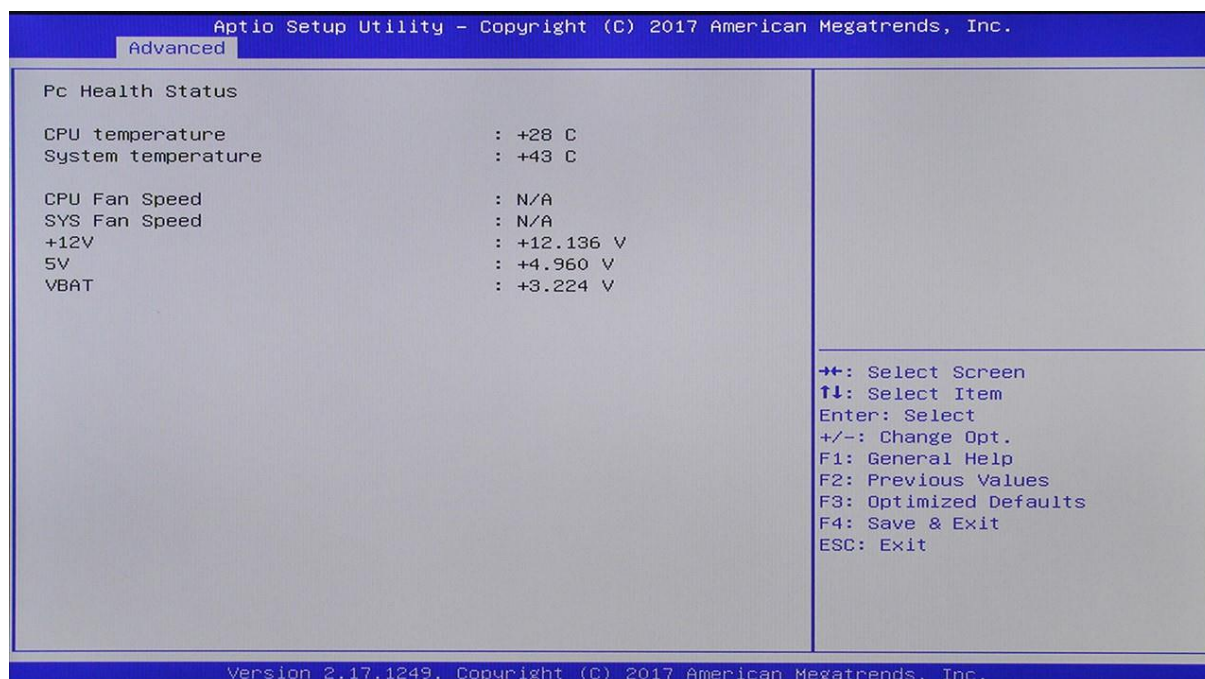 Aptio Setup Utility – Copyright (C) 2017 American Megatrends, Inc.
Advanced
Pc Health Status
CPU temperature : +28 C
System temperature : +43 C
CPU Fan Speed : N/A
SYS Fan Speed : N/A
+12V : +12.136 V
5V : +4.960 V
VBAT : +3.224 V
→←: Select Screen
↑↓: Select Item
Enter: Select
+/-: Change Opt.
F1: General Help
F2: Previous Values
F3: Optimized Defaults
F4: Save & Exit
ESC: Exit
Version 2.17.1249. Copyright (C) 2017 American Megatrends, Inc.